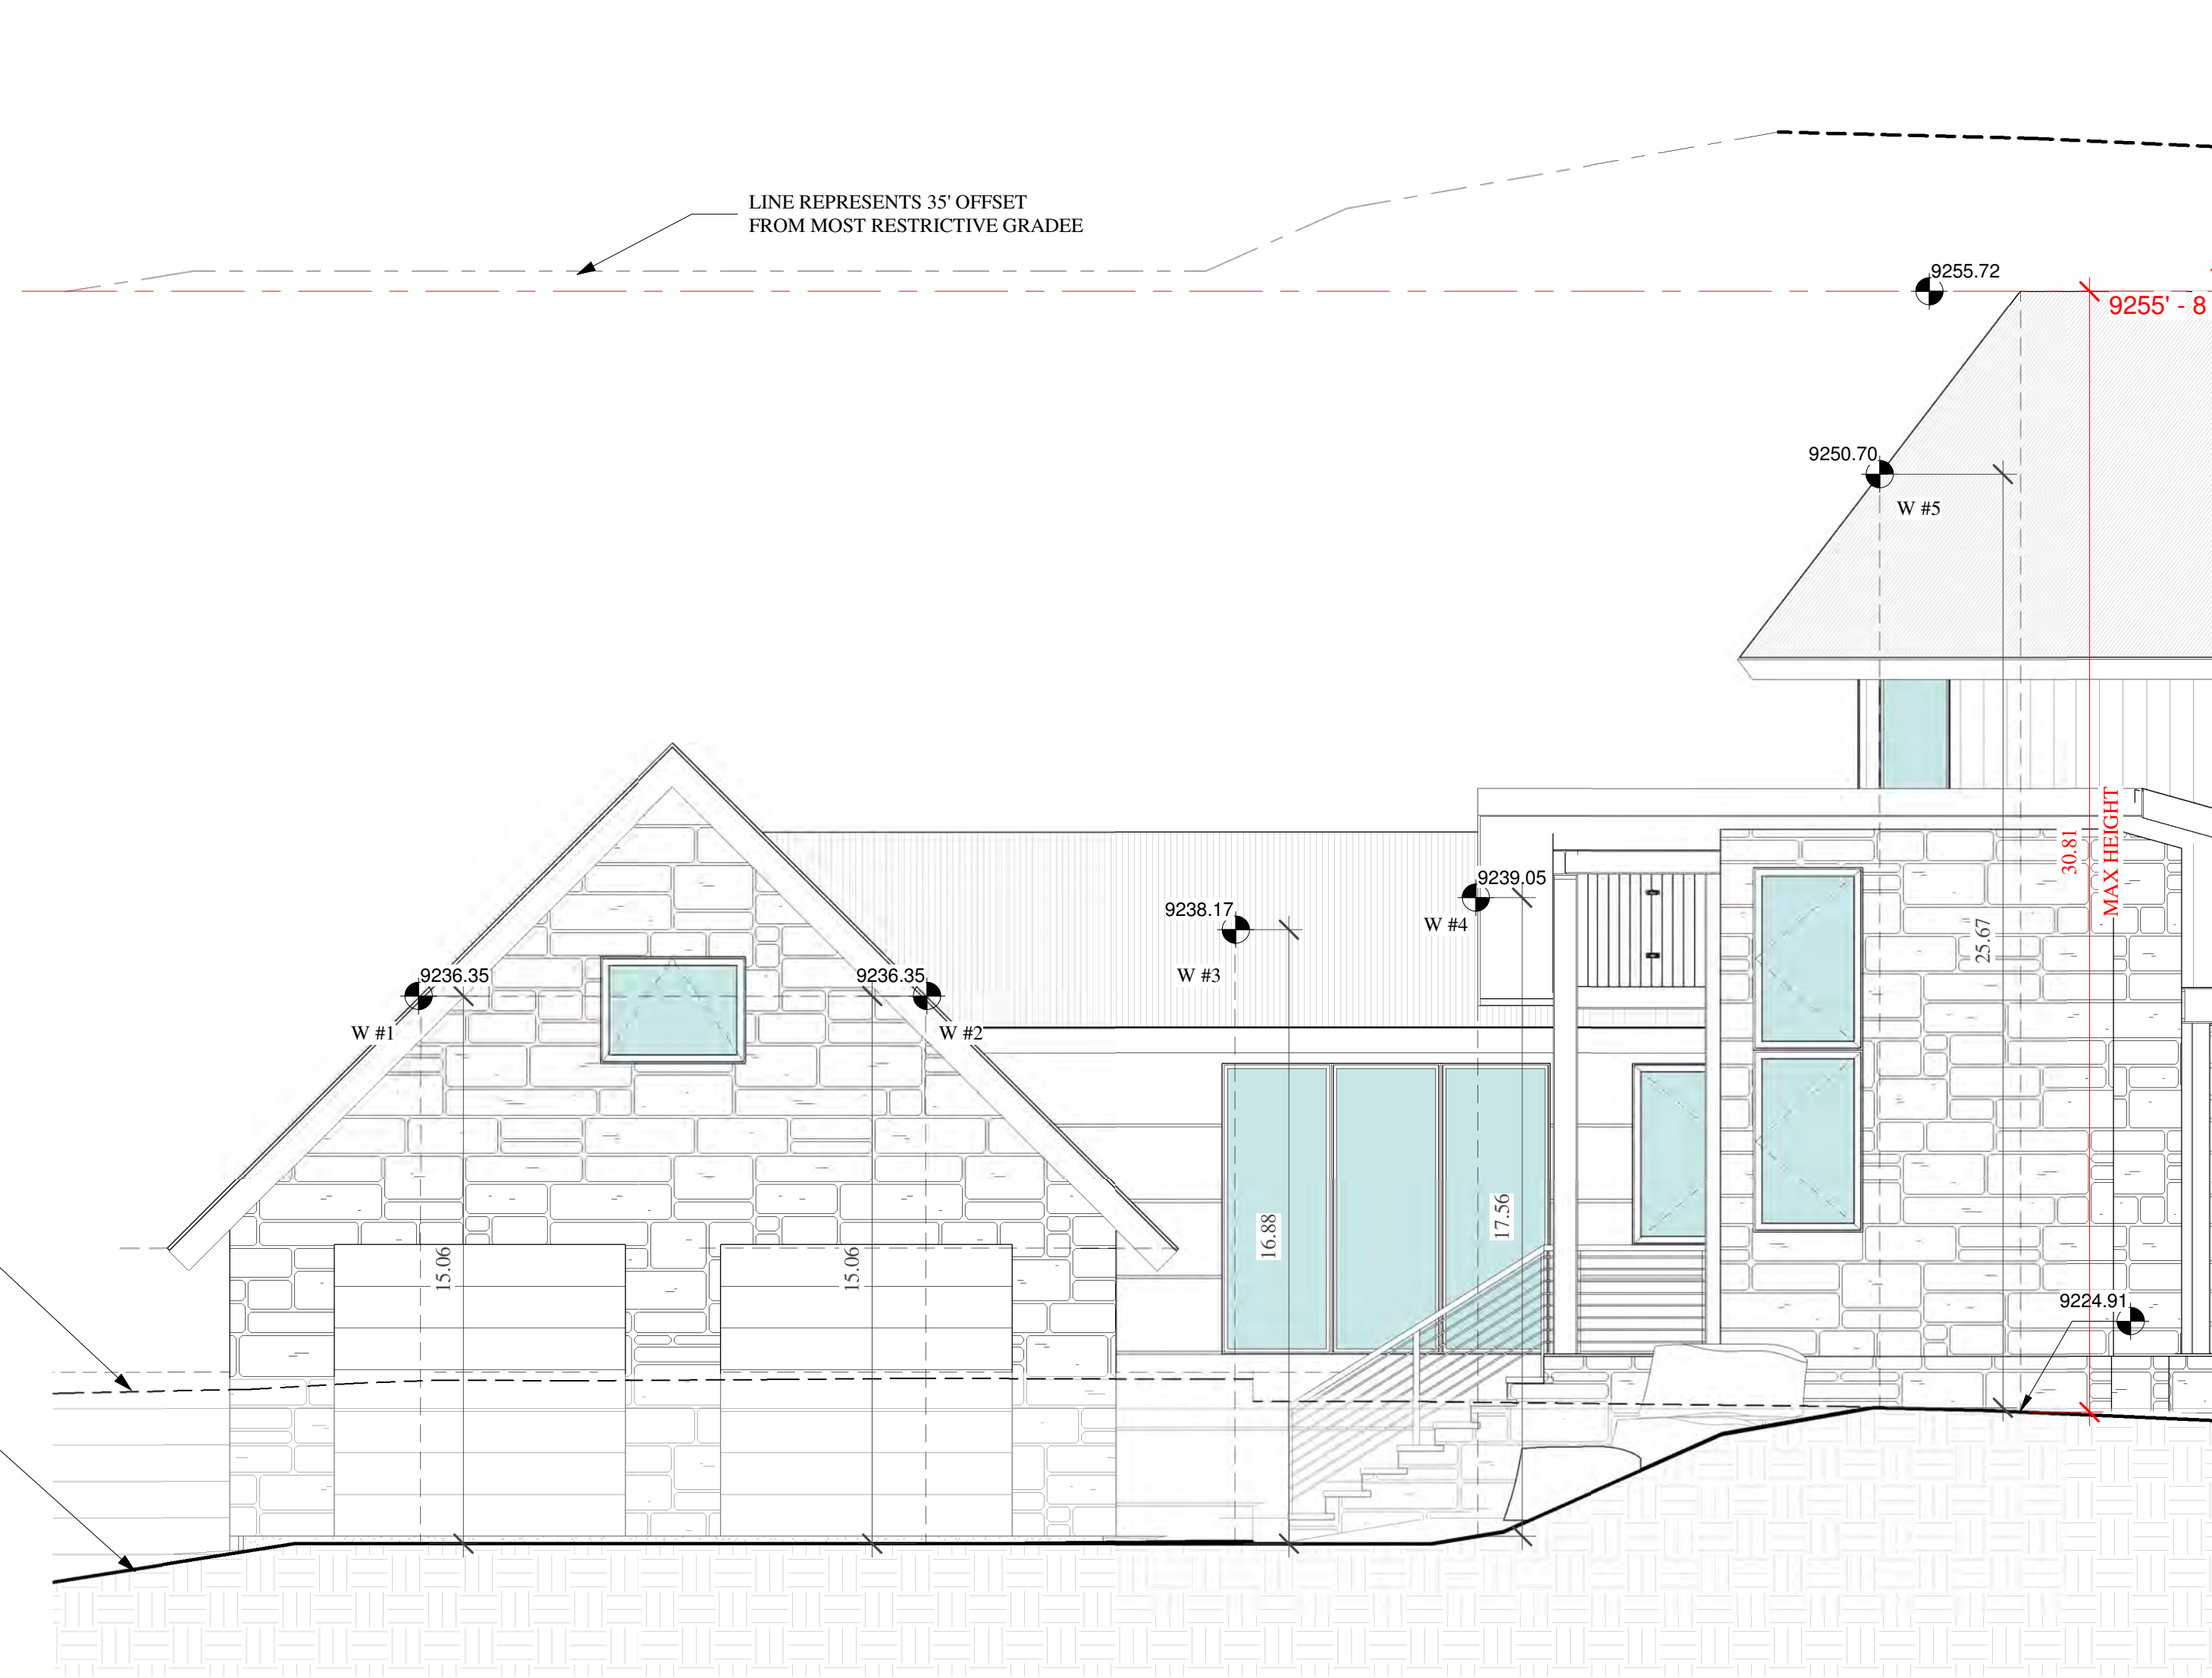 LINE REPRESENTS 35' OFFSET
FROM MOST RESTRICTIVE GRADEE
9255.72
9255' - 8
9250.70
W #5
30.81
MAX HEIGHT
9239.05
W #4
9238.17
W #3
25.67
9236.35
9236.35
W #1
W #2
17.56
16.88
15.06
15.06
9224.91